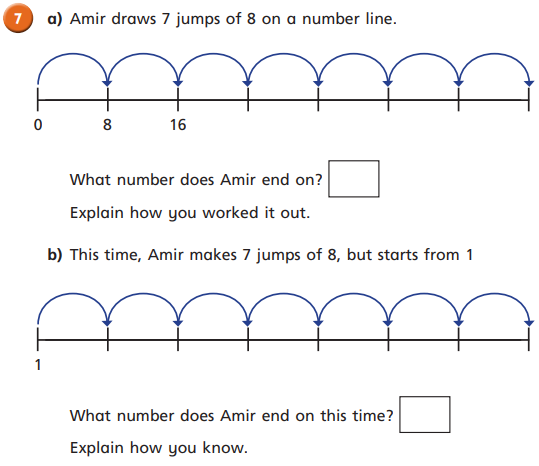 7 a) Amir draws 7 jumps of 8 on a number line.
0 8 16
What number does Amir end on?
Explain how you worked it out.
b) This time, Amir makes 7 jumps of 8, but starts from 1
1
What number does Amir end on this time?
Explain how you know.